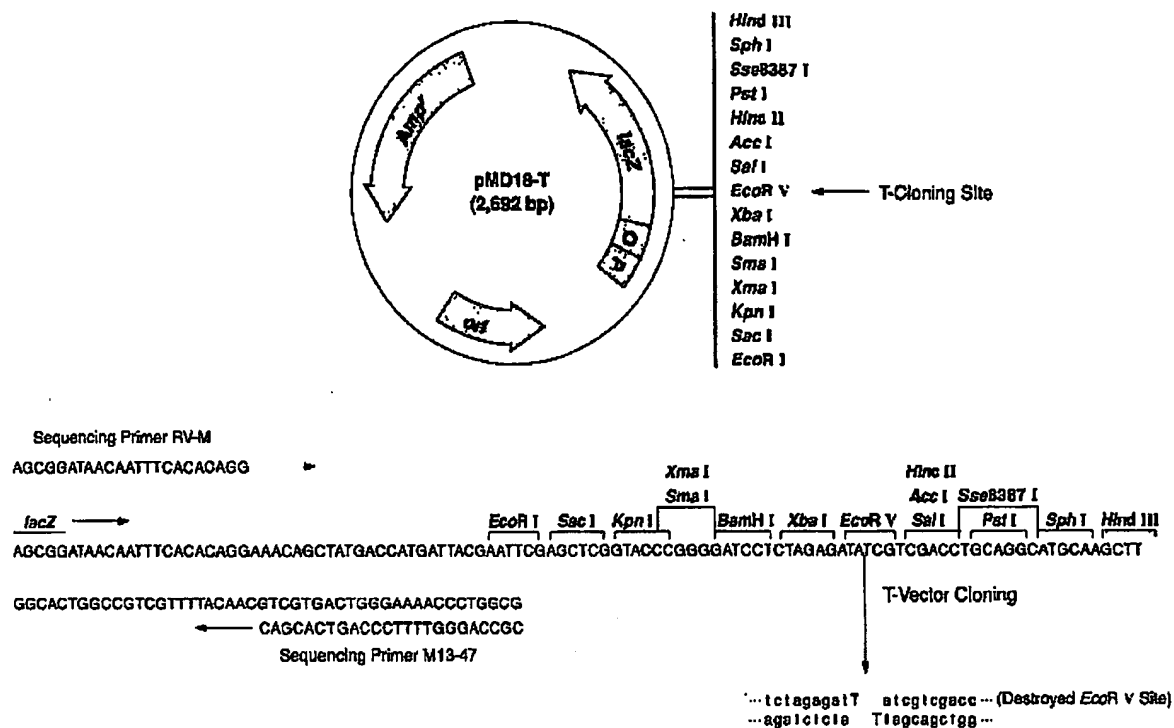 Hind III
Sph I
Sse8387 I
Pst I
Hinc II
Acc I
Sal I
EcoR V
T-Cloning Site
Xba I
BamH I
Sma I
Xma I
Kpn I
Sac I
EcoR I
Ampr
lacZ
O
P
ori
pMD18-T
(2,692 bp)
Sequencing Primer RV-M
AGCGGATAACAATTTCACACAGG
Xma I
Hinc II
Sma I
Acc I Sse8387 I
lacZ
EcoR I Sac I Kpn I BamH I Xba I EcoR V Sal I Pst I Sph I Hind III
AGCGGATAACAATTTCACACAGGAAACAGCTATGACCATGATTACGAATTCGAGCTCGGTACCCGGGGATCCTCTAGAGATATCGTCGACCTGCAGGCATGCAAGCTT
GGCACTGGCCGTCGTTTTACAACGTCGTGACTGGGAAAACCCTGGCG
CAGCACTGACCCTTTTGGGACCGC
Sequencing Primer M13-47
T-Vector Cloning
···tctagagatT atcgtcgacc···(Destroyed EcoR V Site)
···agatctcta Ttagcagctgg···